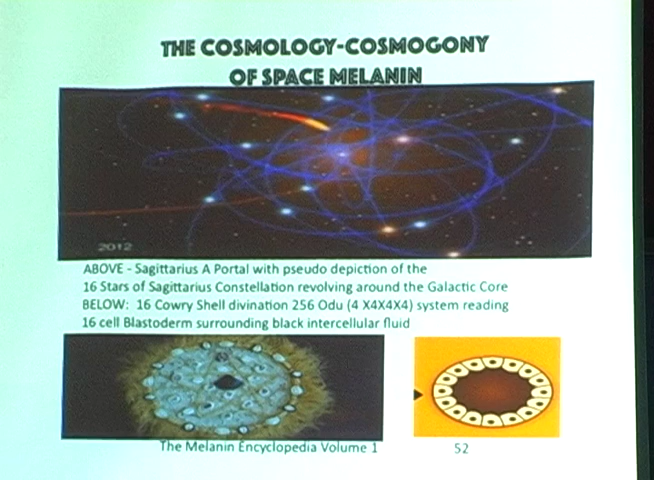 THE COSMOLOGY-COSMOGONY
OF SPACE MELANIN
2012
ABOVE - Sagittarius A Portal with pseudo depiction of the
16 Stars of Sagittarius Constellation revolving around the Galactic Core
BELOW: 16 Cowry Shell divination 256 Odu (4 X4X4X4) system reading
16 cell Blastoderm surrounding black intercellular fluid
The Melanin Encyclopedia Volume 1 52